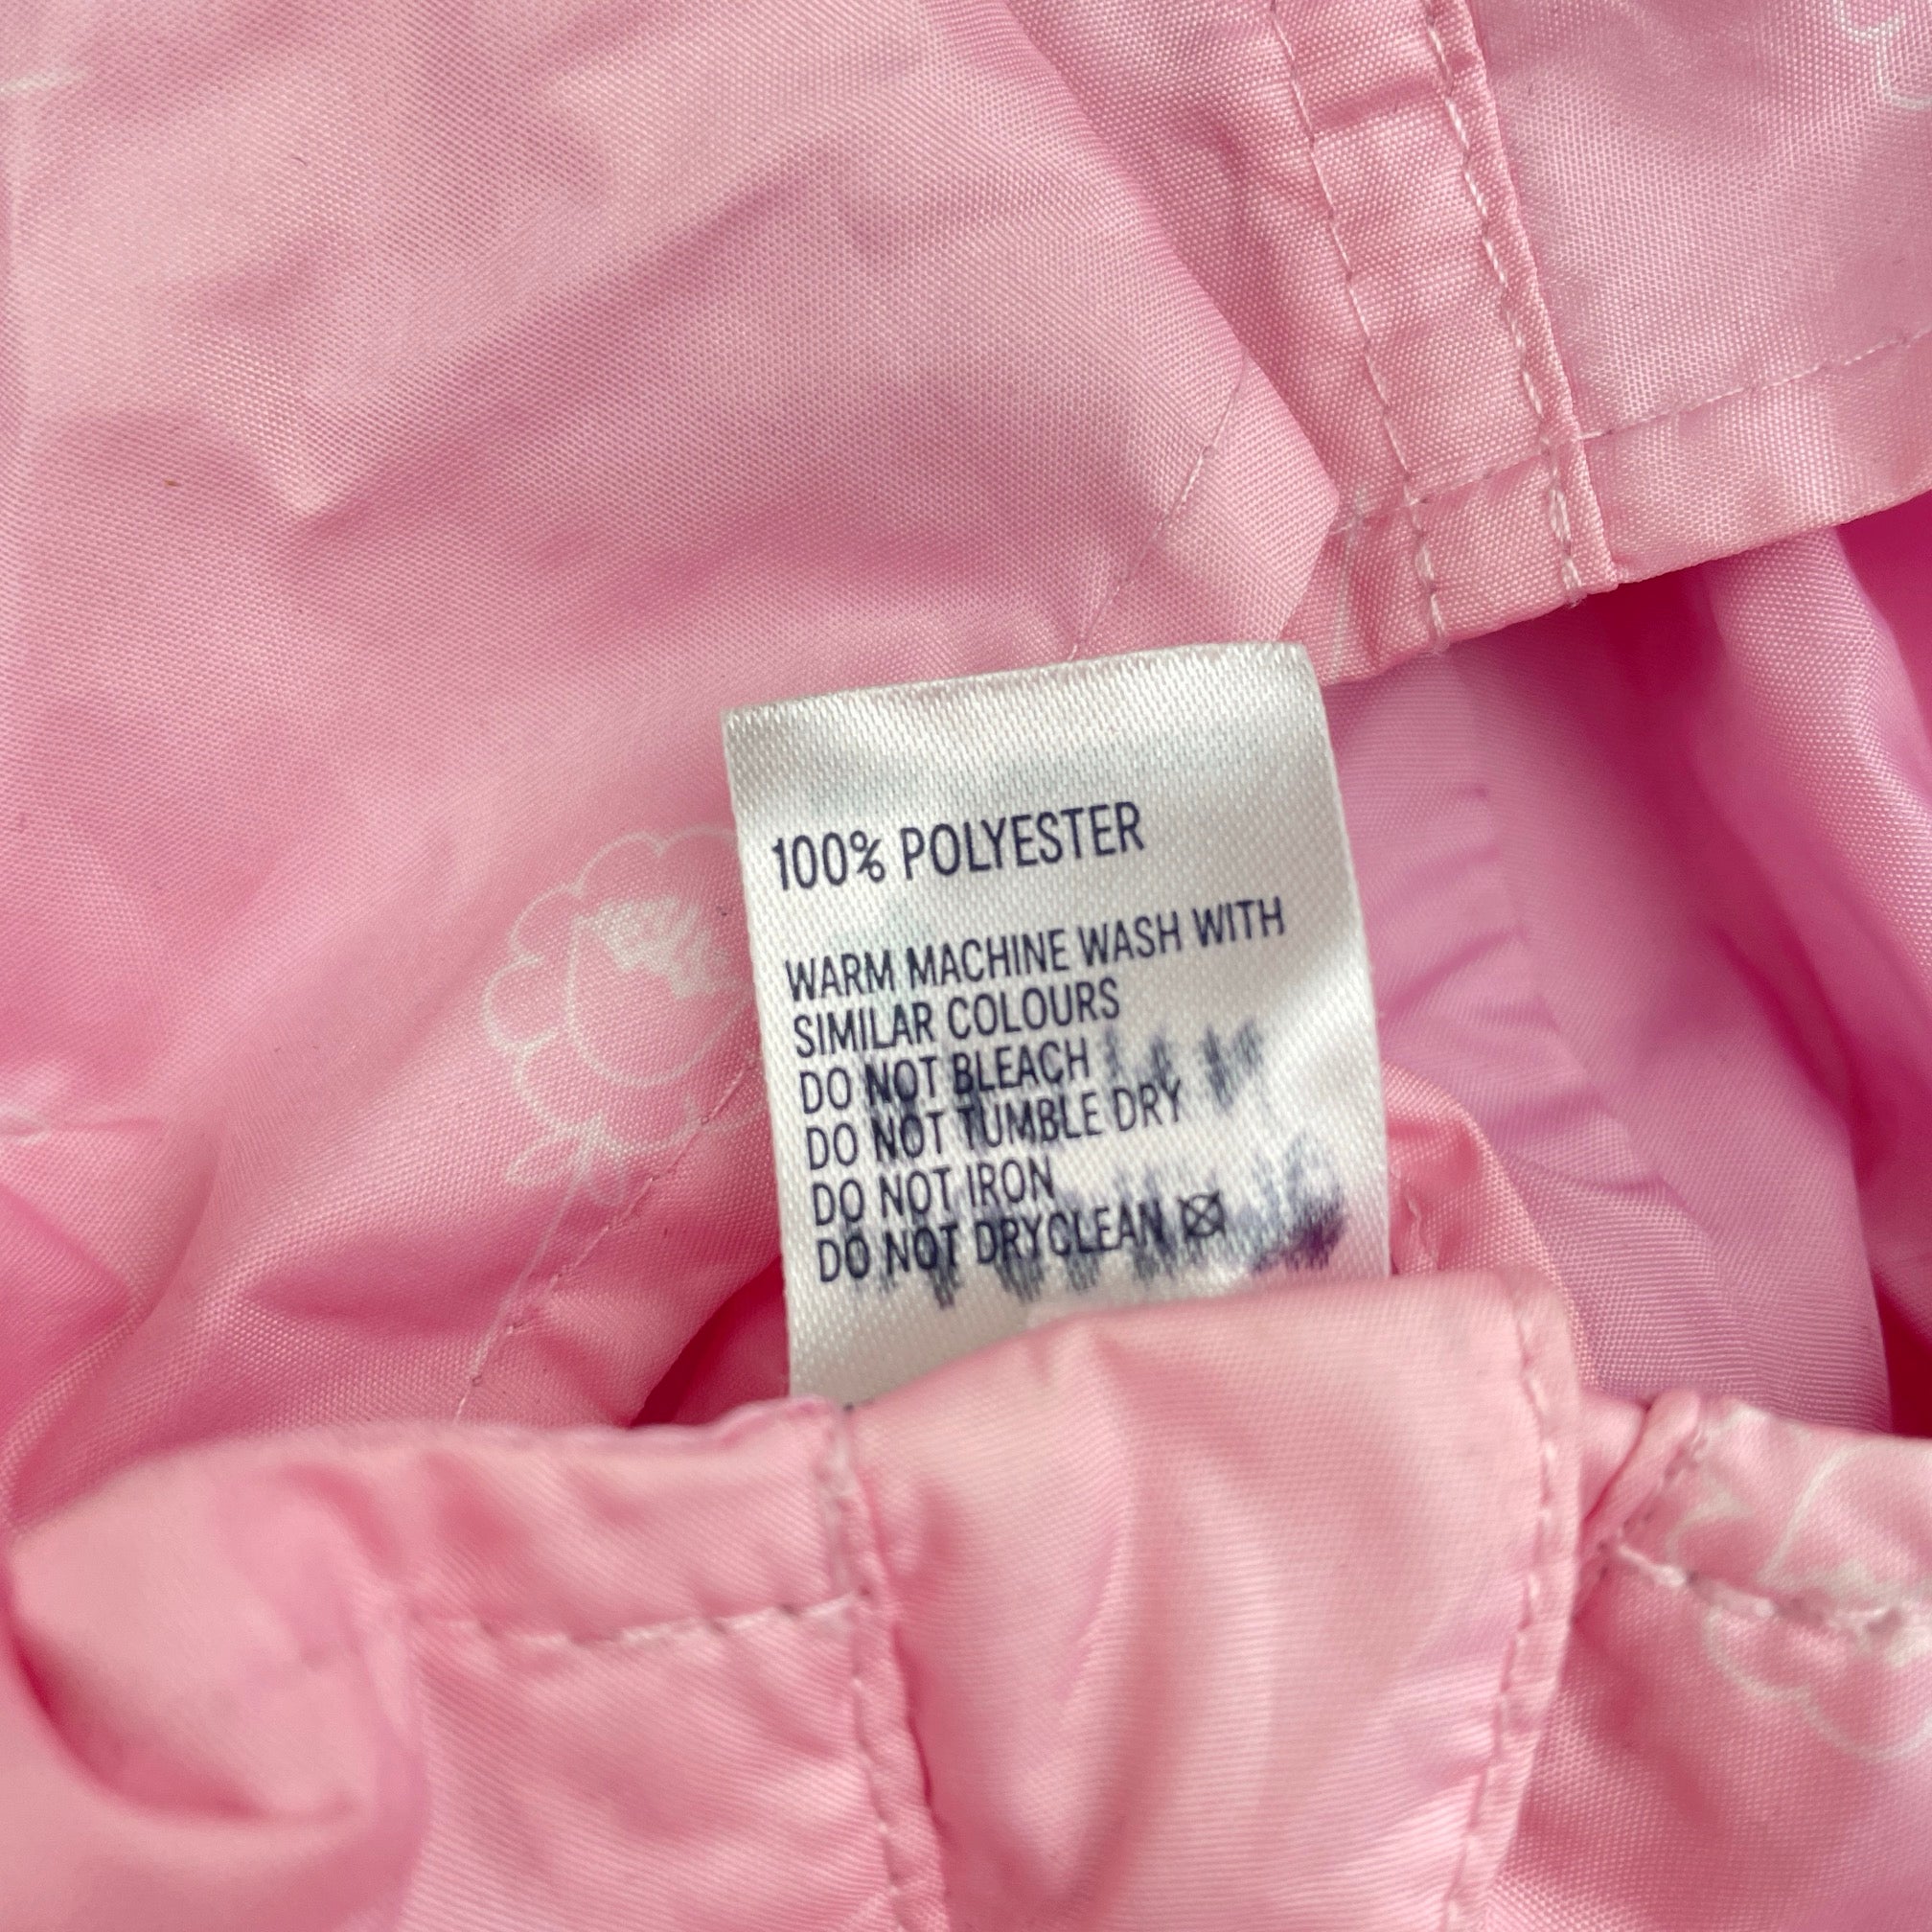 100% POLYESTER
WARM MACHINE WASH WITH
SIMILAR COLOURS
DO NOT BLEACH
DO NOT TUMBLE DRY
DO NOT IRON
DO NOT DRYCLEAN